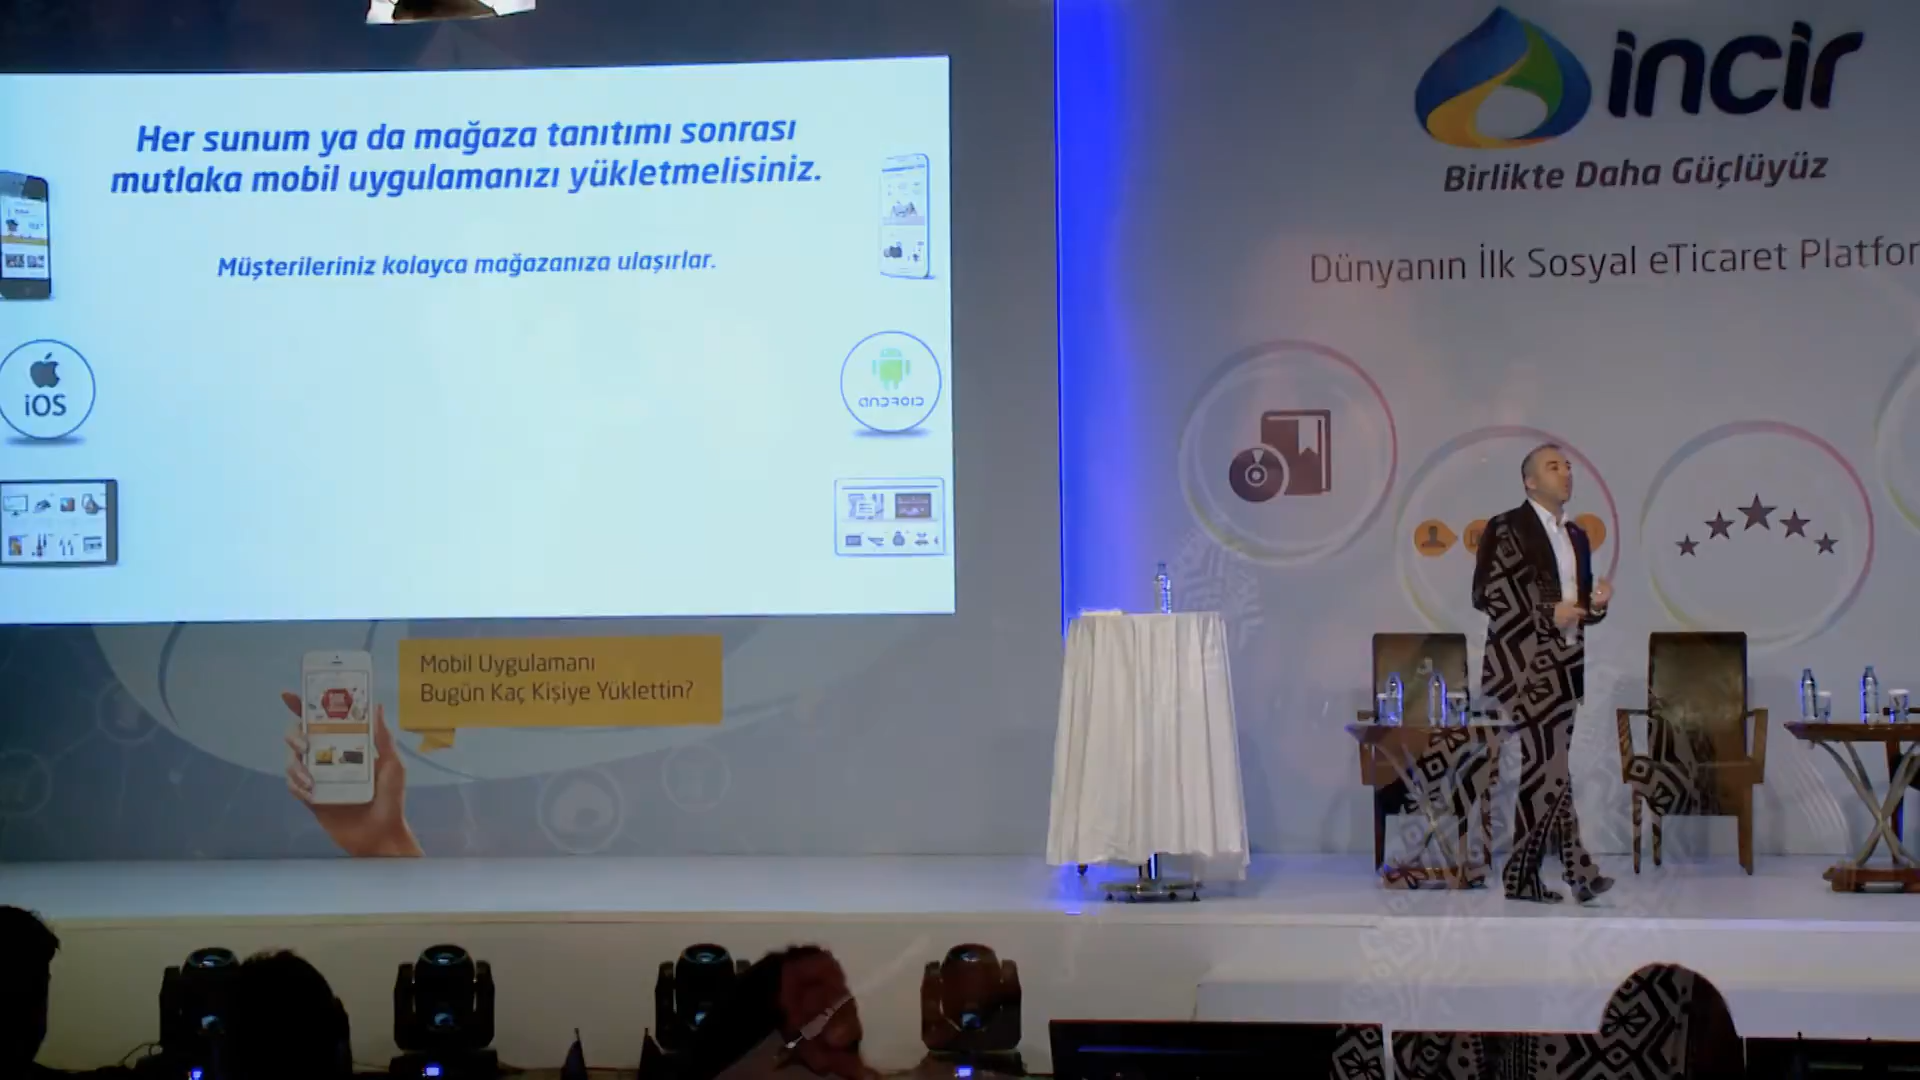 Her sunum ya da mağaza tanıtımı sonrası
mutlaka mobil uygulamanızı yükletmelisiniz.
Müşterileriniz kolayca mağazanıza ulaşırlar.
iOS
ANDROID
Mobil Uygulamanı
Bugün Kaç Kişiye Yüklettin?
incir
Birlikte Daha Güçlüyüz
Dünyanın İlk Sosyal eTicaret Platfor